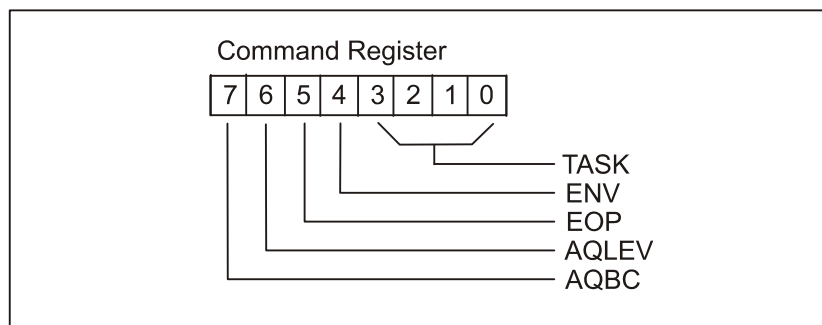 Command Register
7 6 5 4 3 2 1 0
TASK
ENV
EOP
AQLEV
AQBC